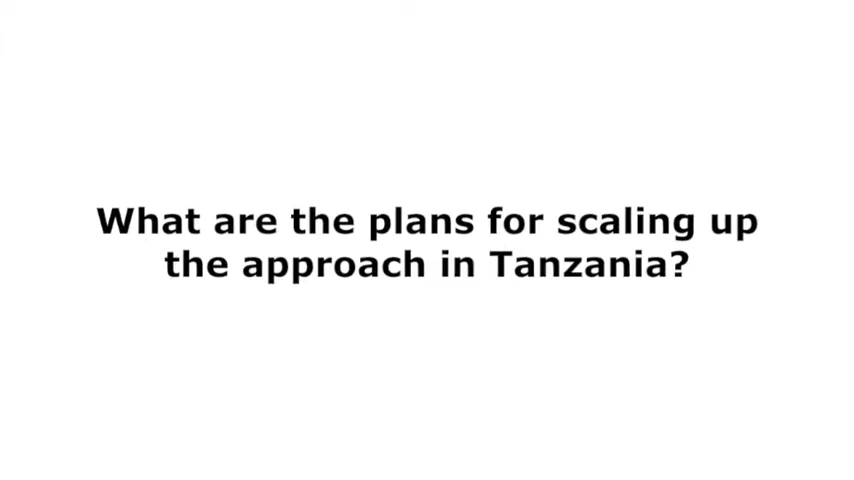 What are the plans for scaling up
the approach in Tanzania?